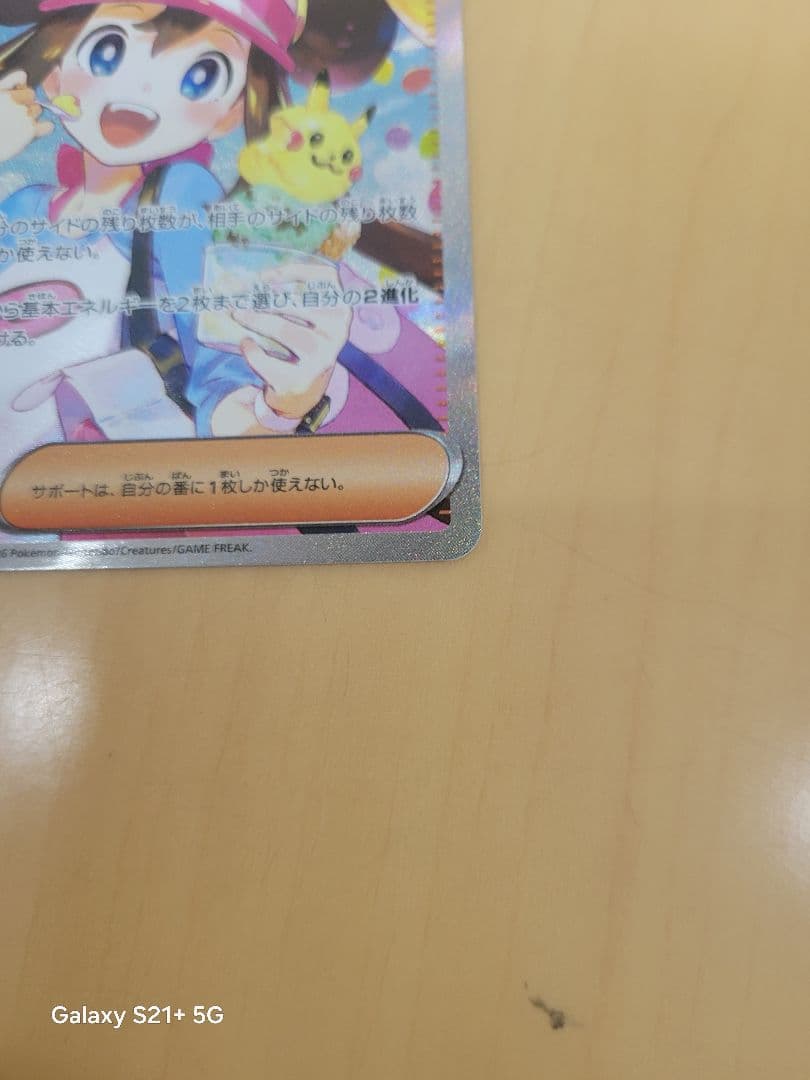 分のサイドの残り枚数が、相手のサイドの残り枚数
か使えない。
ら基本エネルギーを2枚まで選び、自分の2進化
ける。
サポートは、自分の番に1枚しか使えない。
6 Pokémon/Nintendo/Creatures/GAME FREAK.
Galaxy S21+ 5G